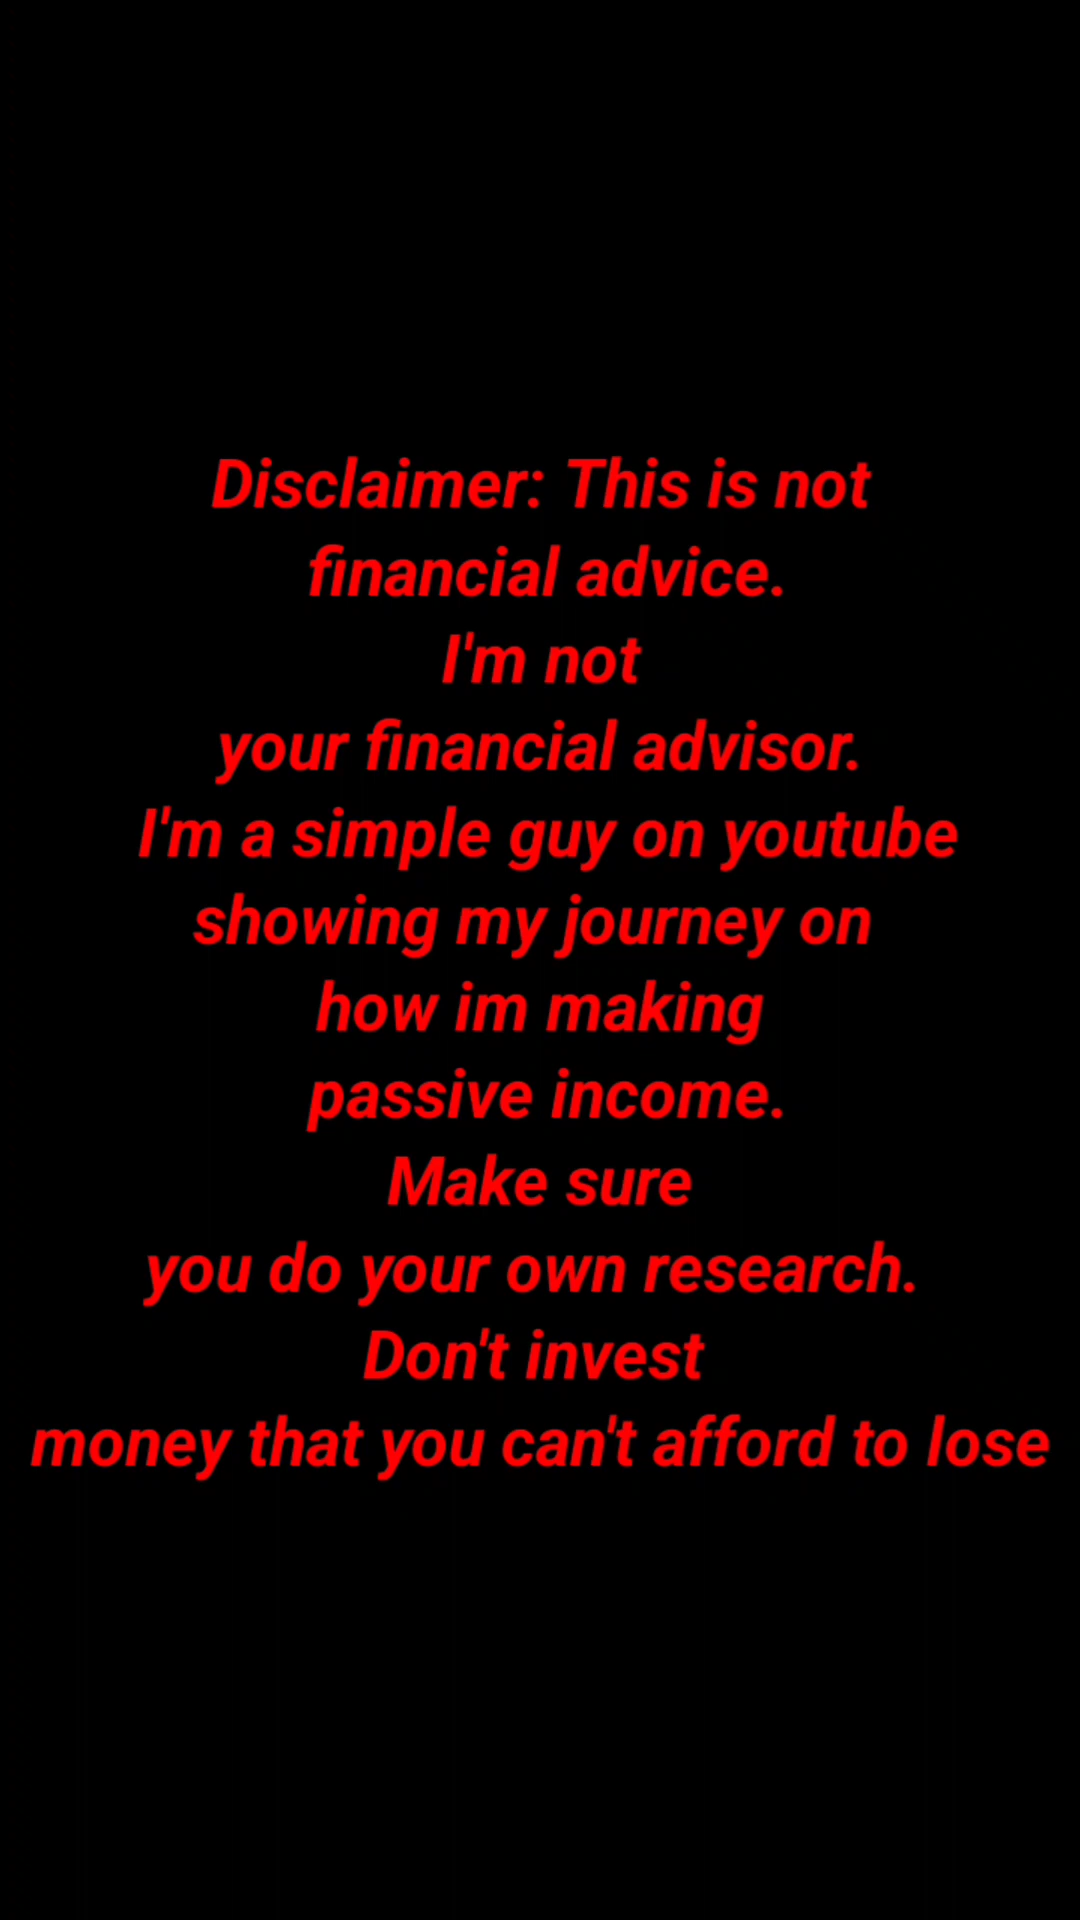 Disclaimer: This is not
financial advice.
I'm not
your financial advisor.
I'm a simple guy on youtube
showing my journey on
how im making
passive income.
Make sure
you do your own research.
Don't invest
money that you can't afford to lose